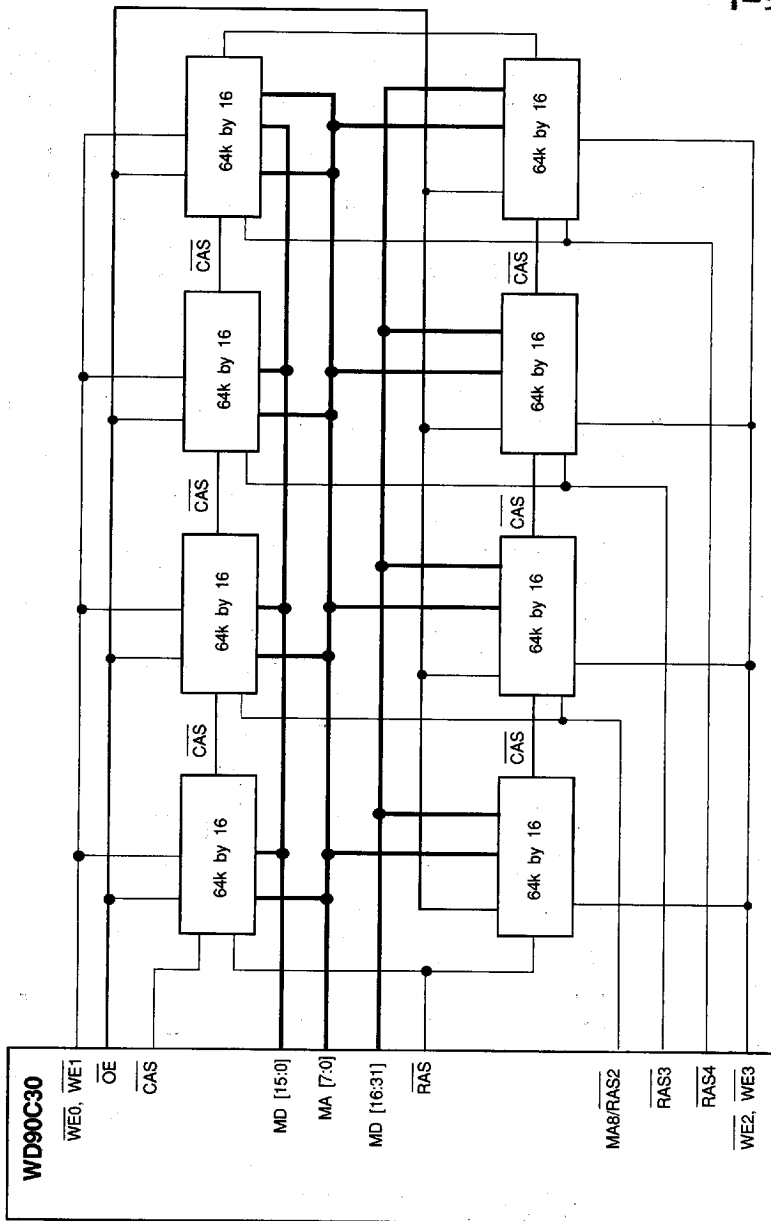 WD90C30
WE0, WE1
OE
CAS
MD [15:0]
MA [7:0]
MD [16:31]
RAS
MA8/RAS2
RAS3
RAS4
WE2, WE3
64k by 16
CAS
64k by 16
CAS
64k by 16
CAS
64k by 16
64k by 16
CAS
64k by 16
CAS
64k by 16
CAS
64k by 16